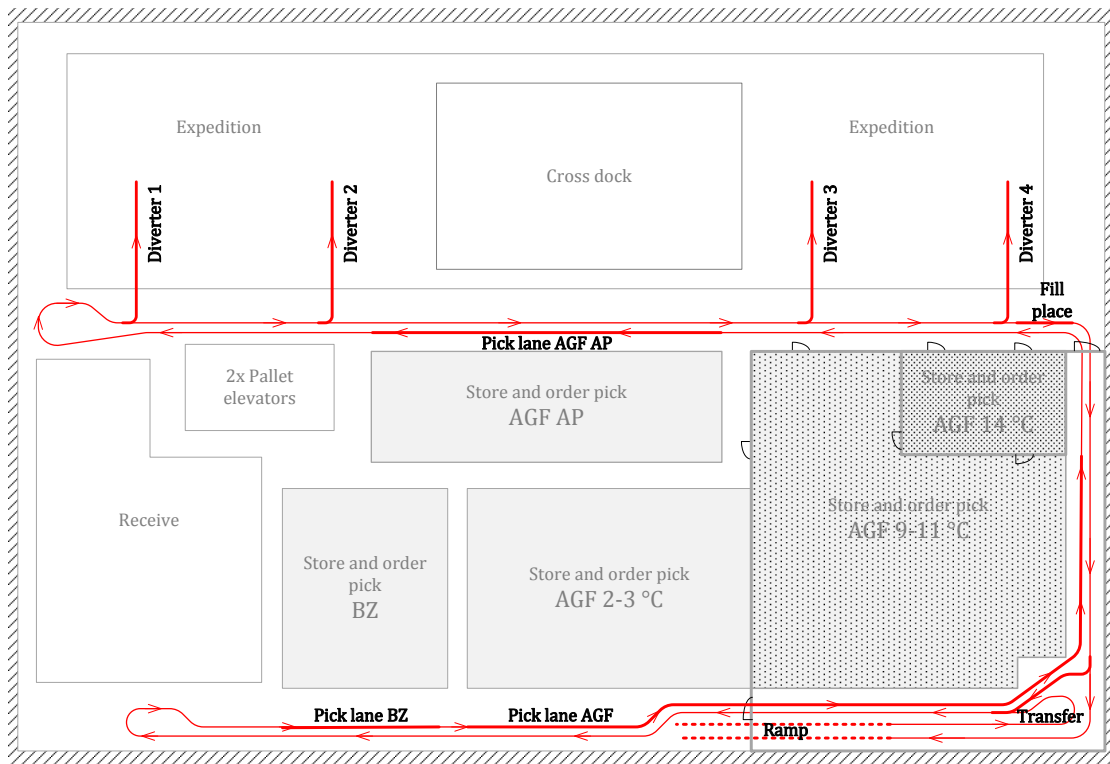 Expedition
Expedition
Cross dock
Diverter 1
Diverter 2
Diverter 3
Diverter 4
Fill
place
Pick lane AGF AP
2x Pallet
elevators
Store and order pick
AGF AP
Store and order
pick
AGF 14 °C
Receive
Store and order pick
AGF 9-11 °C
Store and order
pick
BZ
Store and order pick
AGF 2-3 °C
Pick lane BZ
Pick lane AGF
Transfer
Ramp